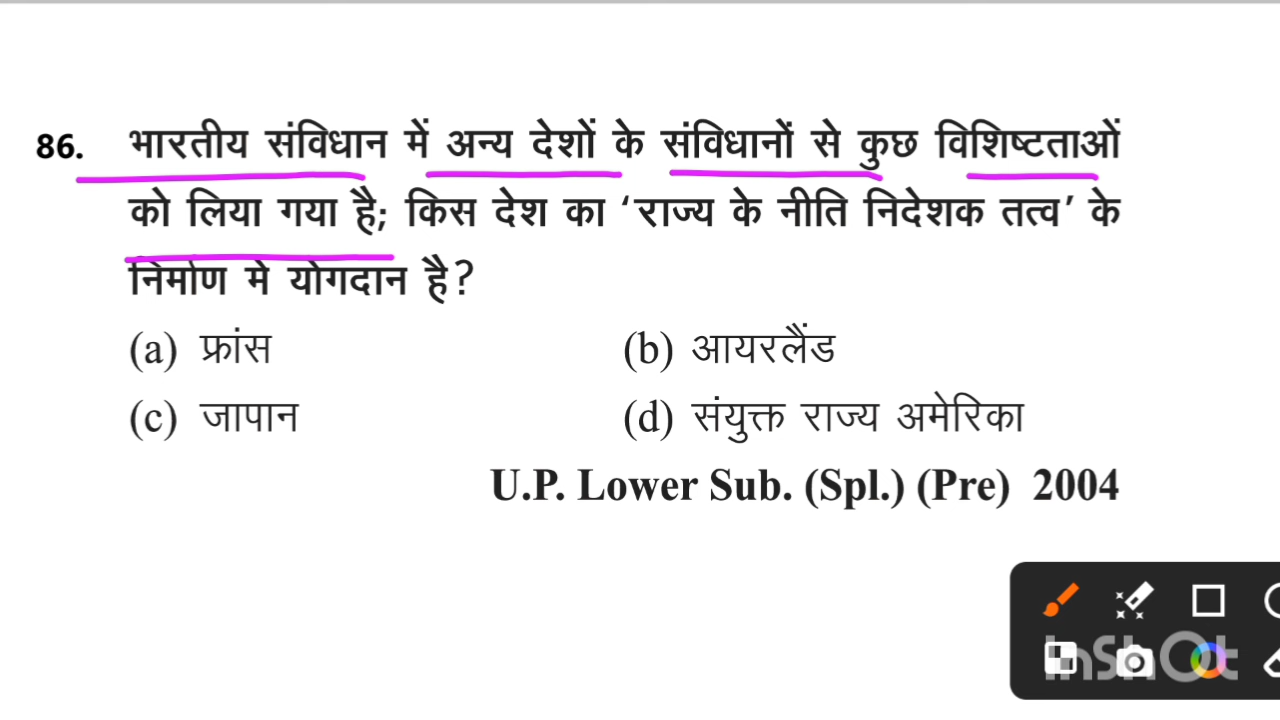 86. भारतीय संविधान में अन्य देशों के संविधानों से कुछ विशिष्टताओं
को लिया गया है; किस देश का ‘राज्य के नीति निदेशक तत्व’ के
निर्माण मे योगदान है?
(a) फ्रांस (b) आयरलैंड
(c) जापान (d) संयुक्त राज्य अमेरिका
U.P. Lower Sub. (Spl.) (Pre) 2004
InShOt